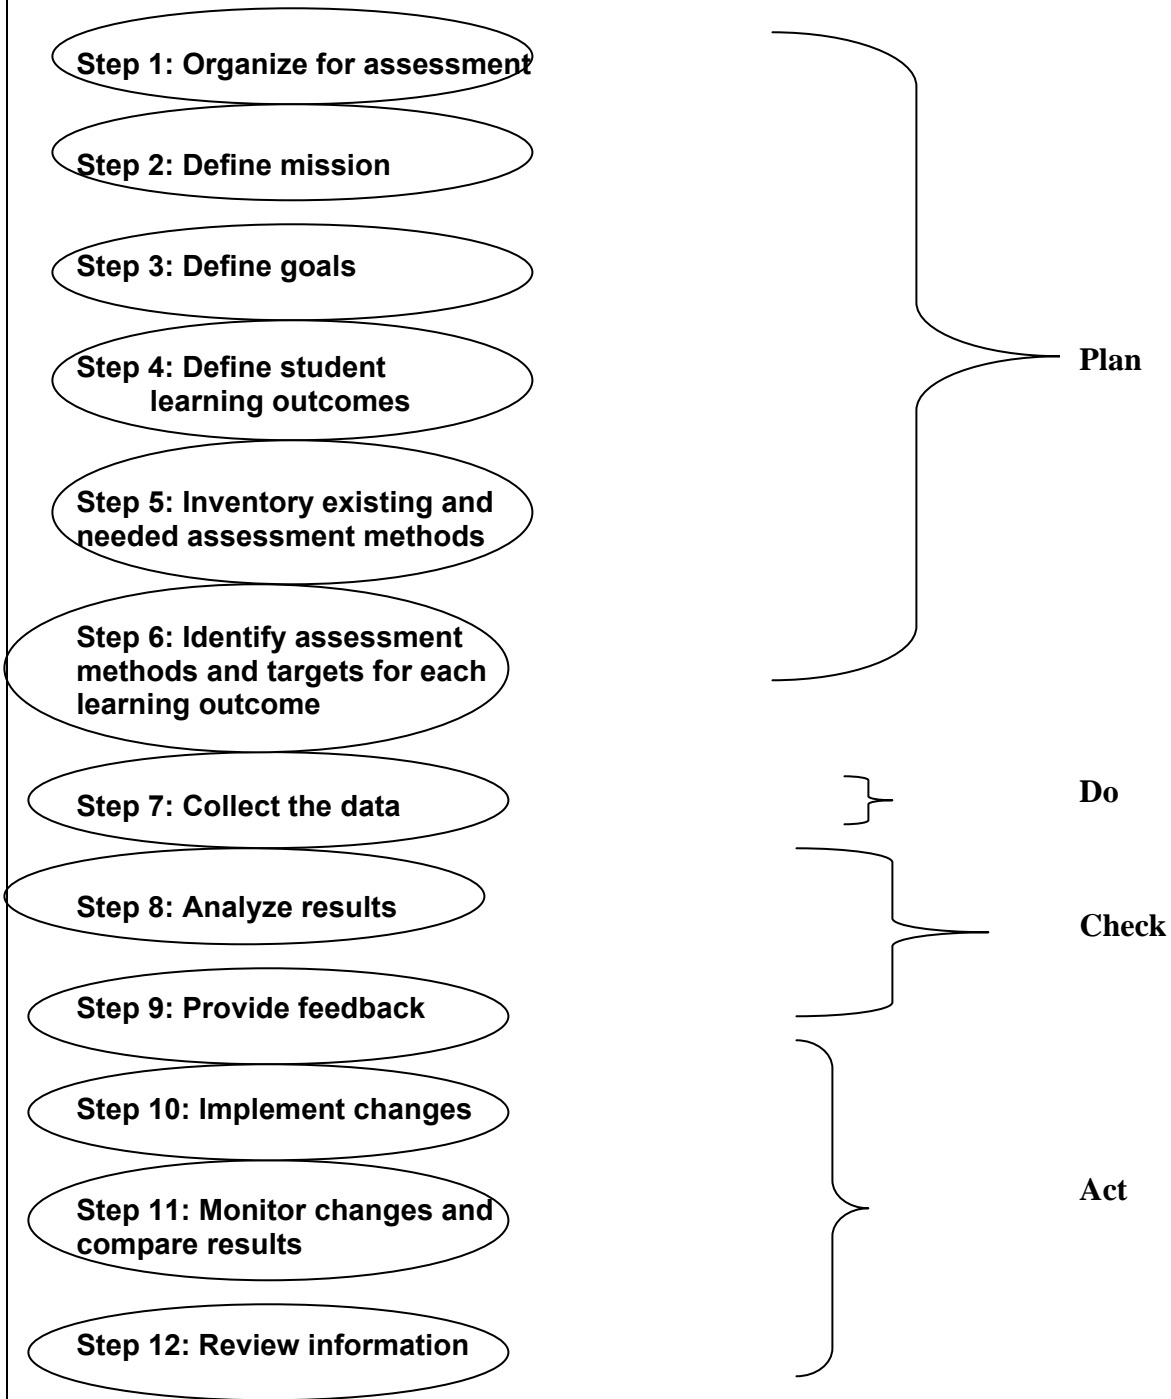 Step 1: Organize for assessment
Step 2: Define mission
Step 3: Define goals
Step 4: Define student
learning outcomes
Plan
Step 5: Inventory existing and
needed assessment methods
Step 6: Identify assessment
methods and targets for each
learning outcome
Step 7: Collect the data
Do
Step 8: Analyze results
Check
Step 9: Provide feedback
Step 10: Implement changes
Step 11: Monitor changes and
compare results
Act
Step 12: Review information